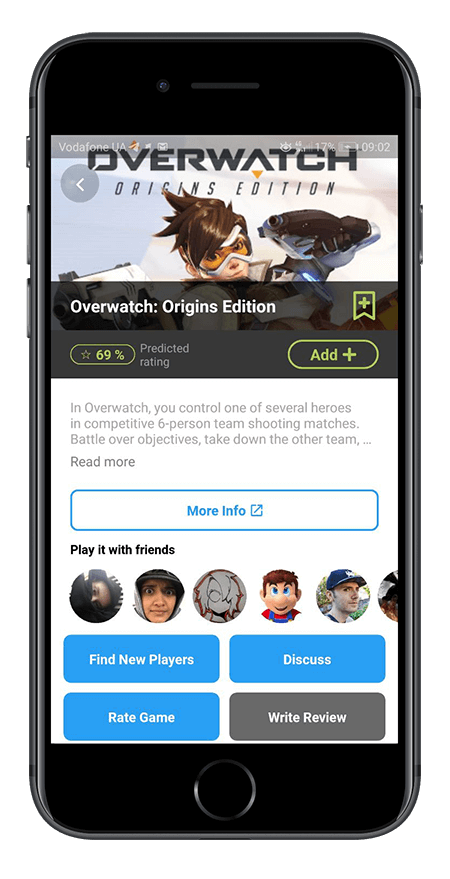 Vodafone UA 17% 09:02
OVERWATCH
ORIGINS EDITION
Overwatch: Origins Edition
69 %
Predicted
rating
Add +
In Overwatch, you control one of several heroes
in competitive 6-person team shooting matches.
Battle over objectives, take down the other team, ...
Read more
More Info
Play it with friends
Find New Players
Discuss
Rate Game
Write Review